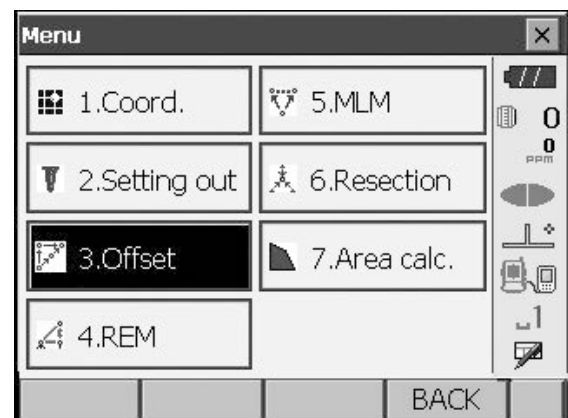 Menu
1.Coord.
2.Setting out
3.Offset
4.REM
5.MLM
6.Resection
7.Area calc.
0
0
PPM
1
BACK